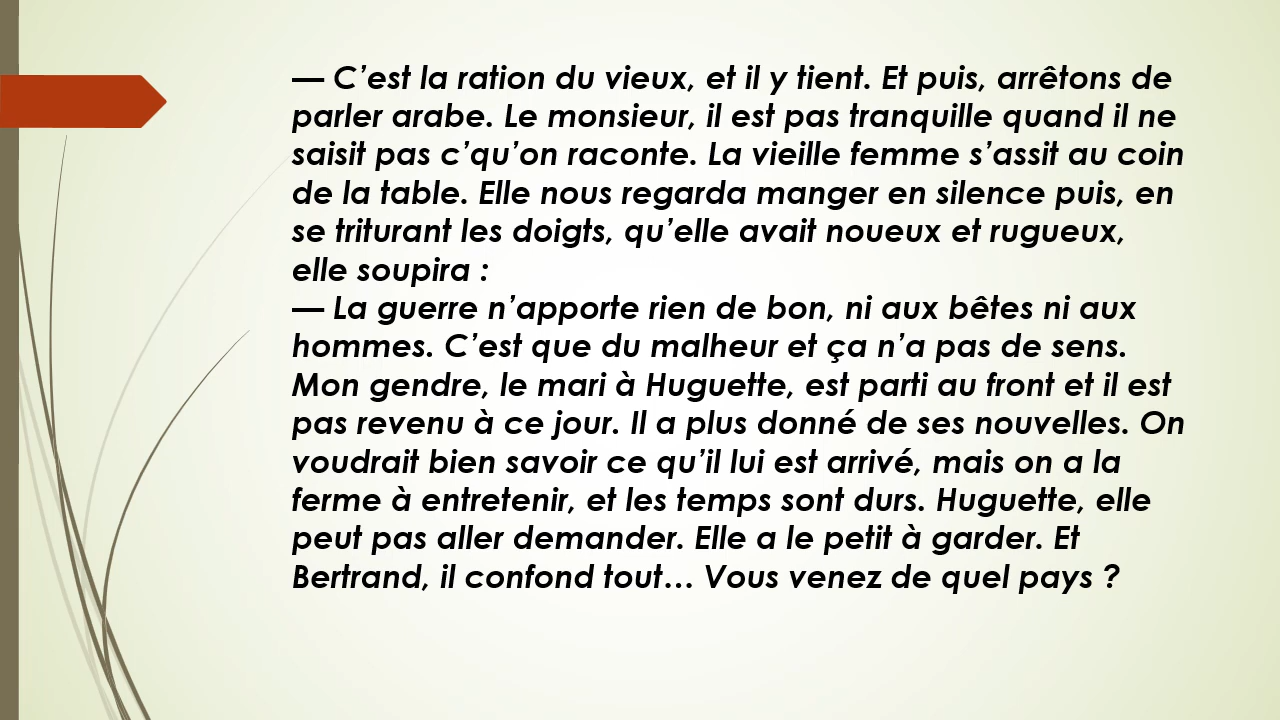 — C’est la ration du vieux, et il y tient. Et puis, arrêtons de
parler arabe. Le monsieur, il est pas tranquille quand il ne
saisit pas c’qu’on raconte. La vieille femme s’assit au coin
de la table. Elle nous regarda manger en silence puis, en
se triturant les doigts, qu’elle avait noueux et rugueux,
elle soupira :
— La guerre n’apporte rien de bon, ni aux bêtes ni aux
hommes. C’est que du malheur et ça n’a pas de sens.
Mon gendre, le mari à Huguette, est parti au front et il est
pas revenu à ce jour. Il a plus donné de ses nouvelles. On
voudrait bien savoir ce qu’il lui est arrivé, mais on a la
ferme à entretenir, et les temps sont durs. Huguette, elle
peut pas aller demander. Elle a le petit à garder. Et
Bertrand, il confond tout… Vous venez de quel pays ?